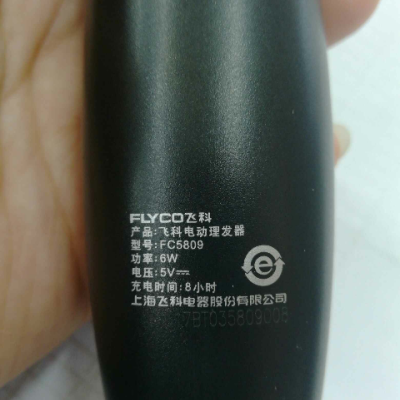 FLYCO飞科
产品:飞科电动理发器
型号:FC5809
功率:6W
电压:5V⎓
充电时间:8小时
上海飞科电器股份有限公司